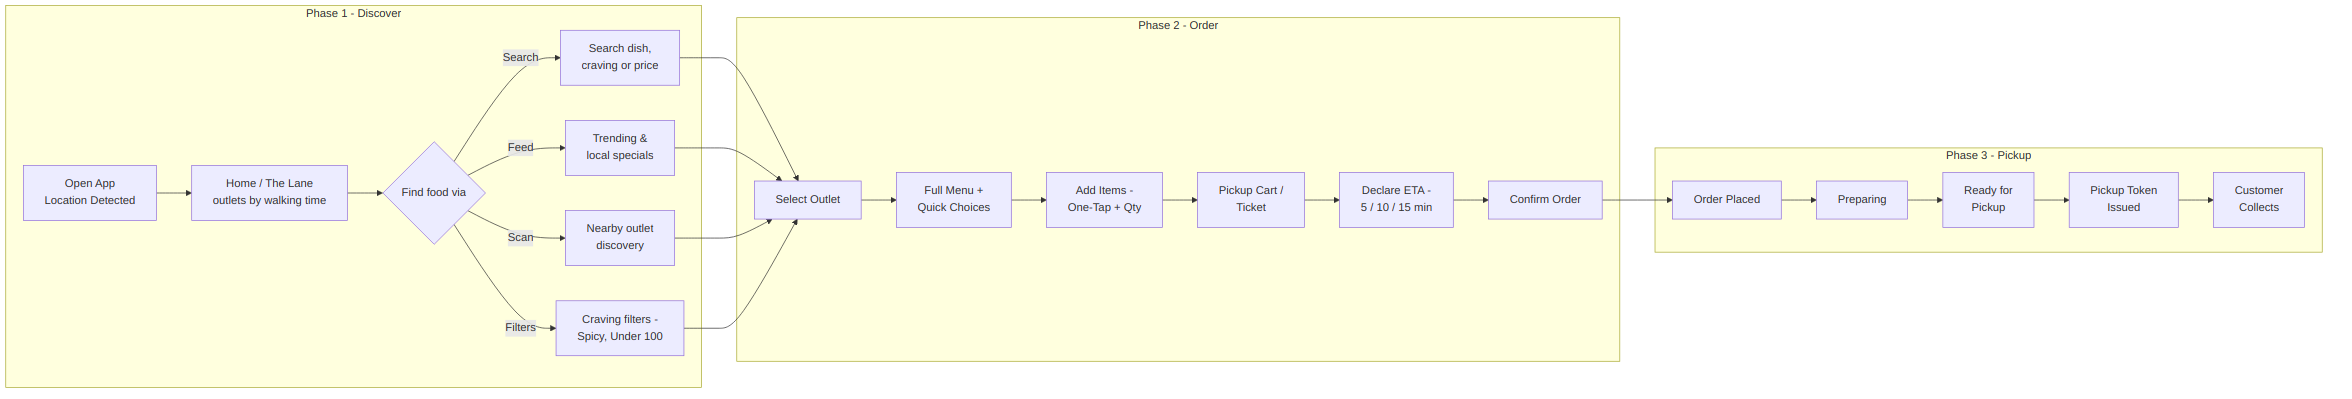 Phase 1 - Discover
Open App
Location Detected
Home / The Lane
outlets by walking time
Find food via
Search
Feed
Scan
Filters
Search dish,
craving or price
Trending &
local specials
Nearby outlet
discovery
Craving filters -
Spicy, Under 100
Phase 2 - Order
Select Outlet
Full Menu +
Quick Choices
Add Items -
One-Tap + Qty
Pickup Cart /
Ticket
Declare ETA -
5 / 10 / 15 min
Confirm Order
Phase 3 - Pickup
Order Placed
Preparing
Ready for
Pickup
Pickup Token
Issued
Customer
Collects